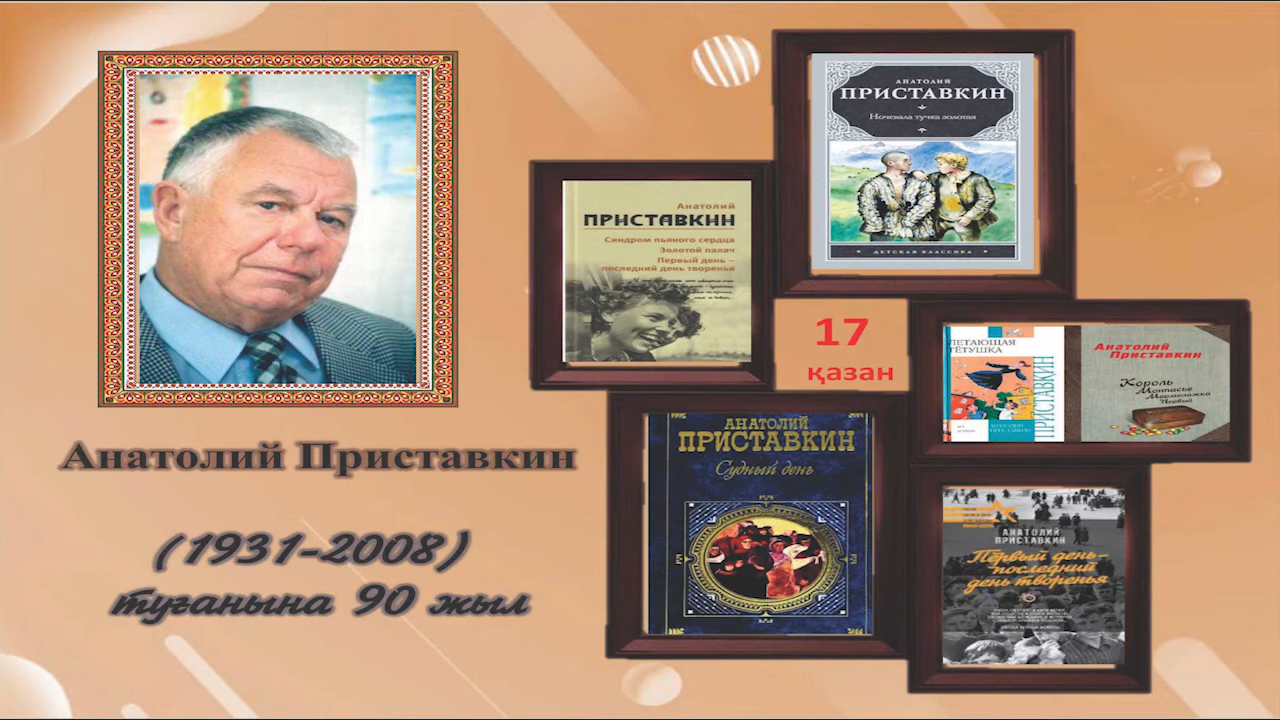 Анатолий Приставкин
(1931-2008)
туғанына 90 жыл
АНАТОЛИЙ
ПРИСТАВКИН
Ночевала тучка золотая
ДЕТСКАЯ КЛАССИКА
Анатолий
ПРИСТАВКИН
Синдром пьяного сердца
Золотой палач
Первый день –
последний день творенья
17
қазан
ЛЕТАЮЩАЯ
ТЁТУШКА
ПРИСТАВКИН
Анатолий
Приставкин
Король
Монпасье
Мармелажка
Первый
АНАТОЛИЙ
ПРИСТАВКИН
Судный день
АНАТОЛИЙ
ПРИСТАВКИН
Первый день–
последний
день творенья